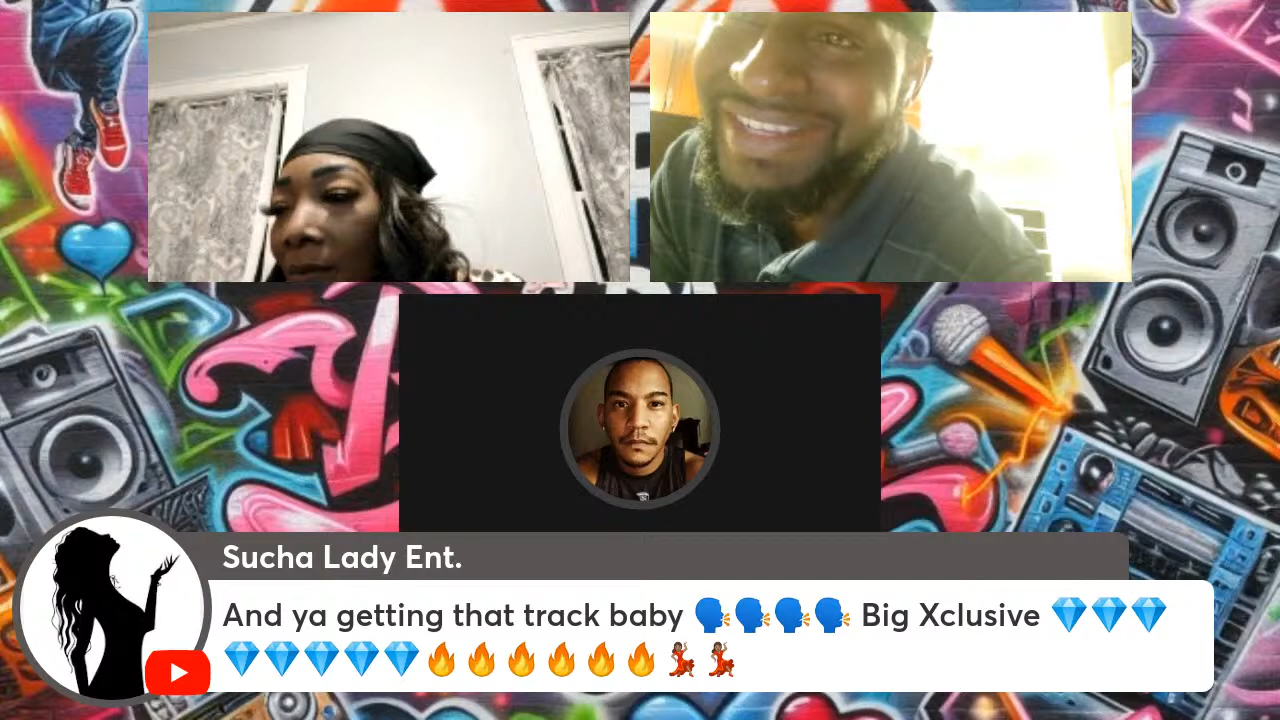 Sucha Lady Ent.
And ya getting that track baby 🗣️🗣️🗣️🗣️ Big Xclusive 💎💎💎
💎💎💎💎💎🔥🔥🔥🔥🔥🔥💃🏾💃🏾